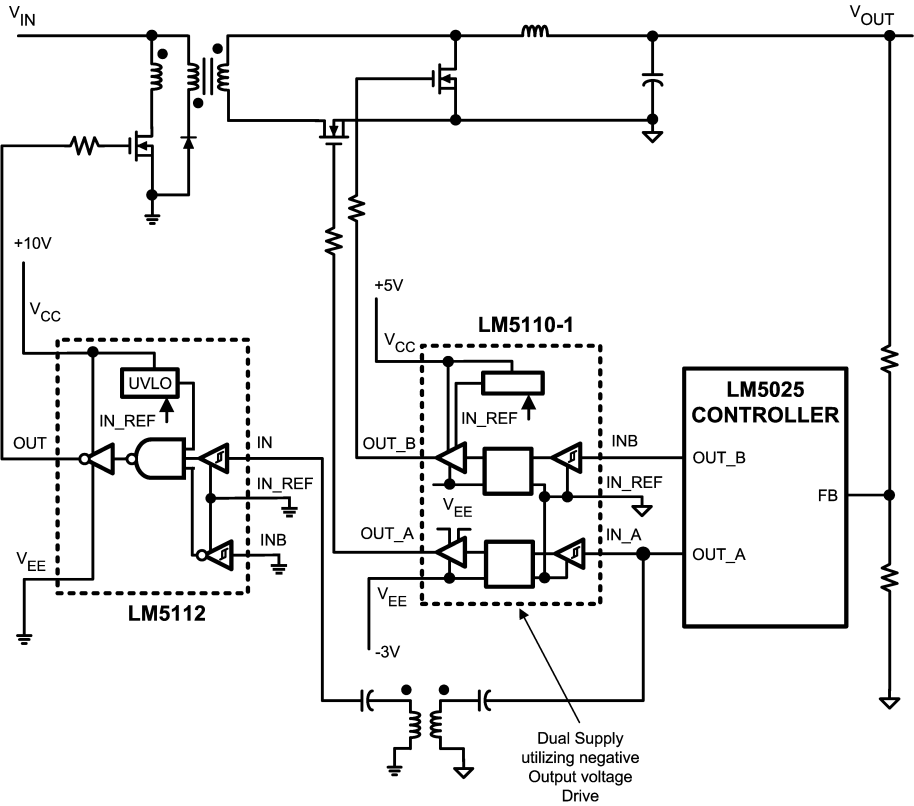 VIN
VOUT
+10V
VCC
UVLO
IN_REF
OUT
IN
IN_REF
INB
VEE
LM5112
+5V
LM5110-1
VCC
IN_REF
OUT_B
INB
IN_REF
VEE
OUT_A
IN_A
VEE
-3V
LM5025
CONTROLLER
OUT_B
FB
OUT_A
Dual Supply
utilizing negative
Output voltage
Drive